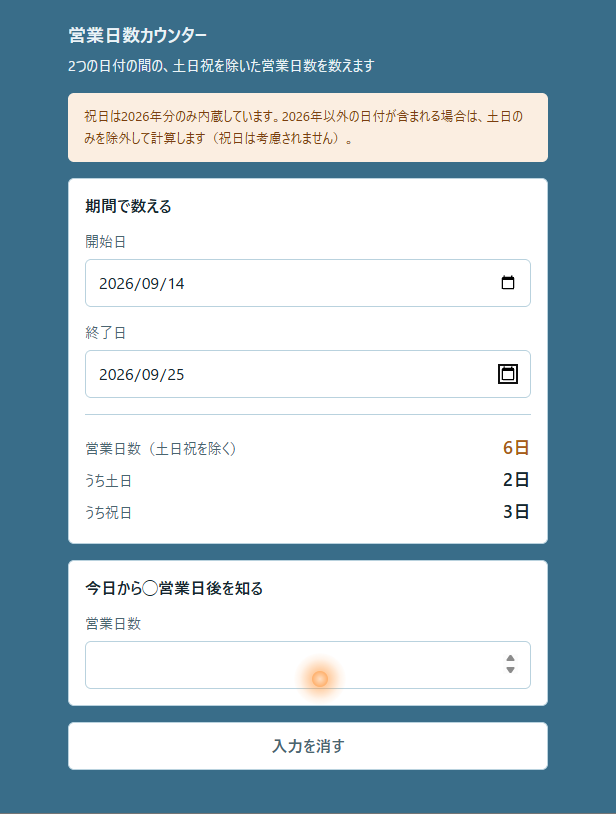 営業日数カウンター
2つの日付の間の、土日祝を除いた営業日数を数えます
祝日は2026年分のみ内蔵しています。2026年以外の日付が含まれる場合は、土日の
みを除外して計算します（祝日は考慮されません）。
期間で数える
開始日
2026/09/14
終了日
2026/09/25
営業日数（土日祝を除く） 6日
うち土日 2日
うち祝日 3日
今日から◯営業日後を知る
営業日数
入力を消す